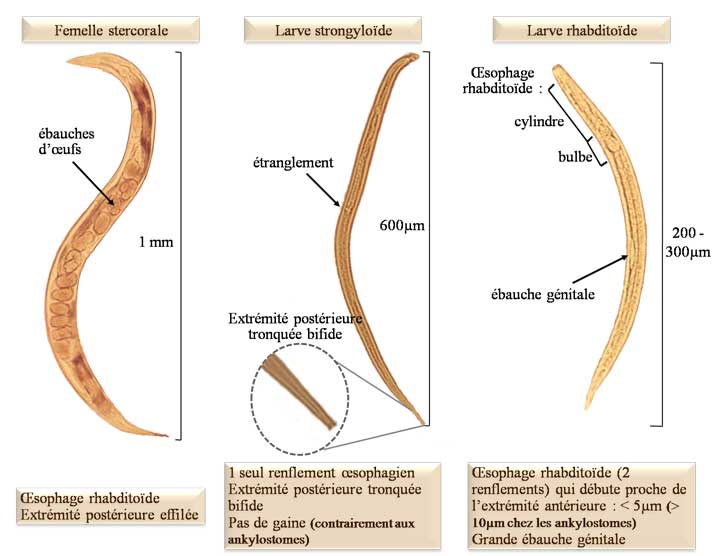 Femelle stercorale
Larve strongyloïde
Larve rhabditoïde
ébauches
d'œufs
1 mm
étranglement
600µm
Extrémité postérieure
tronquée bifide
Œsophage
rhabditoïde :
cylindre
bulbe
200 -
300µm
ébauche génitale
Œsophage rhabditoïde
Extrémité postérieure effilée
1 seul renflement œsophagien
Extrémité postérieure tronquée
bifide
Pas de gaine (contrairement aux
ankylostomes)
Œsophage rhabditoïde (2
renflements) qui débute proche de
l'extrémité antérieure : < 5µm (>
10µm chez les ankylostomes)
Grande ébauche génitale